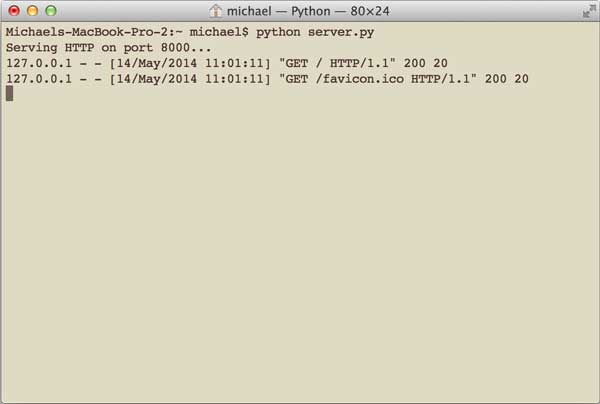 michael — Python — 80×24
Michaels-MacBook-Pro-2:~ michael$ python server.py
Serving HTTP on port 8000...
127.0.0.1 - - [14/May/2014 11:01:11] "GET / HTTP/1.1" 200 20
127.0.0.1 - - [14/May/2014 11:01:11] "GET /favicon.ico HTTP/1.1" 200 20